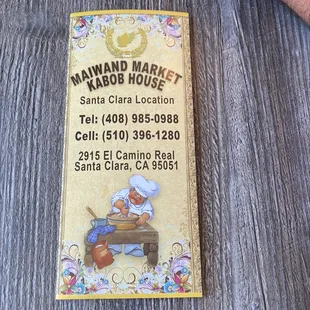 MAIWAND MARKET
KABOB HOUSE
Santa Clara Location
Tel: (408) 985-0988
Cell: (510) 396-1280
2915 El Camino Real
Santa Clara, CA 95051